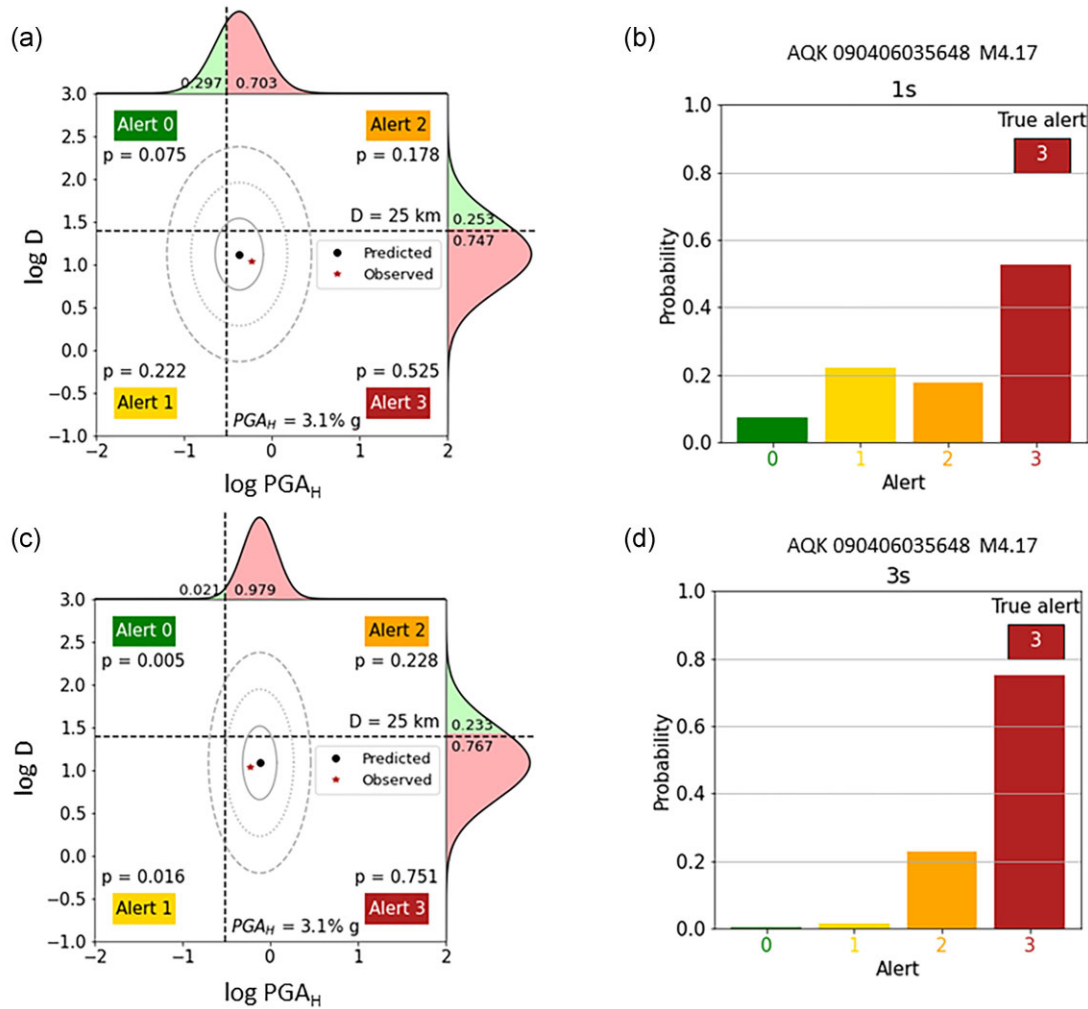 (a)
0.297
0.703
3.0
2.5
2.0
1.5
1.0
0.5
0.0
−0.5
−1.0
log D
Alert 0
p = 0.075
Alert 2
p = 0.178
D = 25 km
0.253
0.747
Predicted
Observed
p = 0.222
Alert 1
p = 0.525
Alert 3
PGA_H = 3.1% g
−2
−1
0
1
2
log PGA_H
(b)
AQK 090406035648 M4.17
1s
1.0
0.8
0.6
0.4
0.2
0.0
Probability
True alert
3
0
1
2
3
Alert
(c)
0.021
0.979
3.0
2.5
2.0
1.5
1.0
0.5
0.0
−0.5
−1.0
log D
Alert 0
p = 0.005
Alert 2
p = 0.228
D = 25 km
0.233
0.767
Predicted
Observed
p = 0.016
Alert 1
p = 0.751
Alert 3
PGA_H = 3.1% g
−2
−1
0
1
2
log PGA_H
(d)
AQK 090406035648 M4.17
3s
1.0
0.8
0.6
0.4
0.2
0.0
Probability
True alert
3
0
1
2
3
Alert